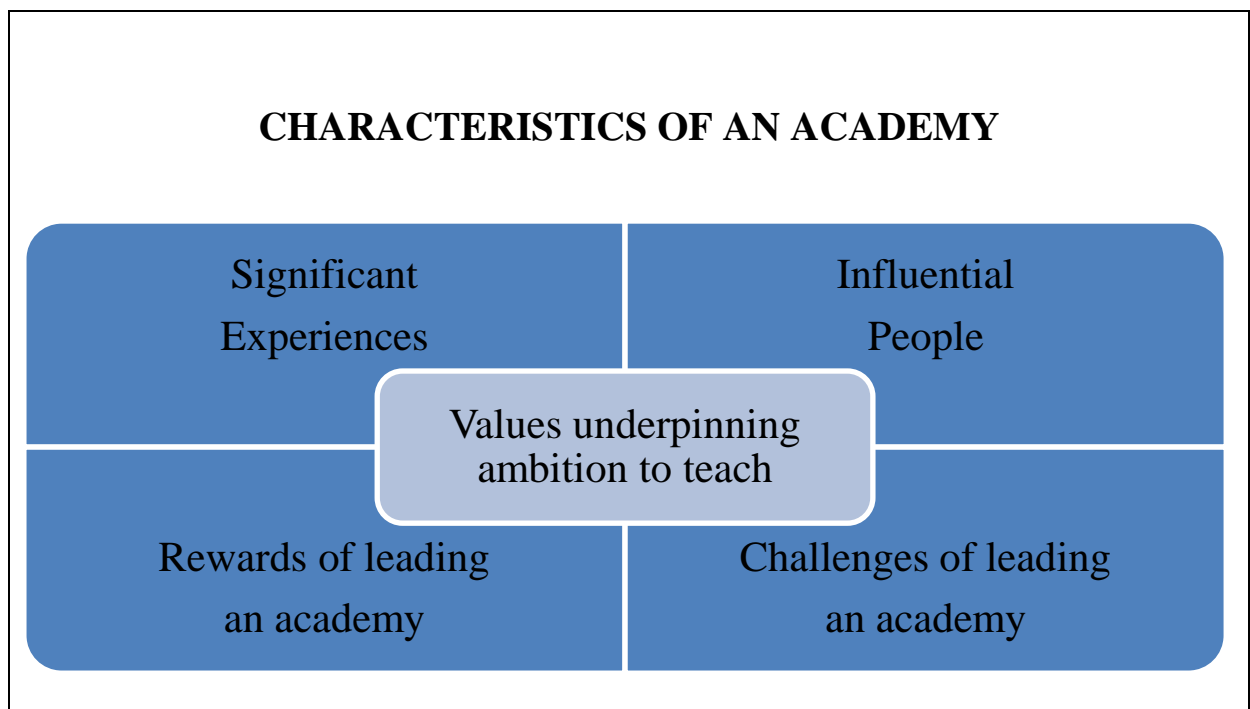 CHARACTERISTICS OF AN ACADEMY
Significant
Experiences
Influential
People
Values underpinning
ambition to teach
Rewards of leading
an academy
Challenges of leading
an academy